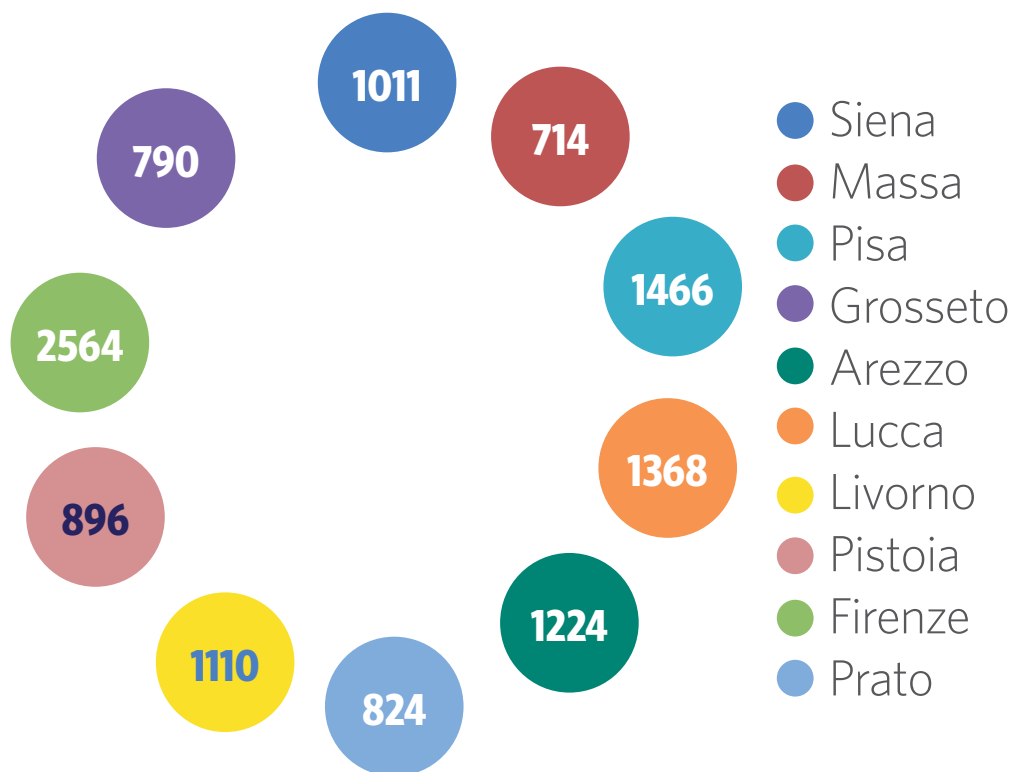 1011
714
790
1466
2564
1368
896
1224
1110
824
Siena
Massa
Pisa
Grosseto
Arezzo
Lucca
Livorno
Pistoia
Firenze
Prato